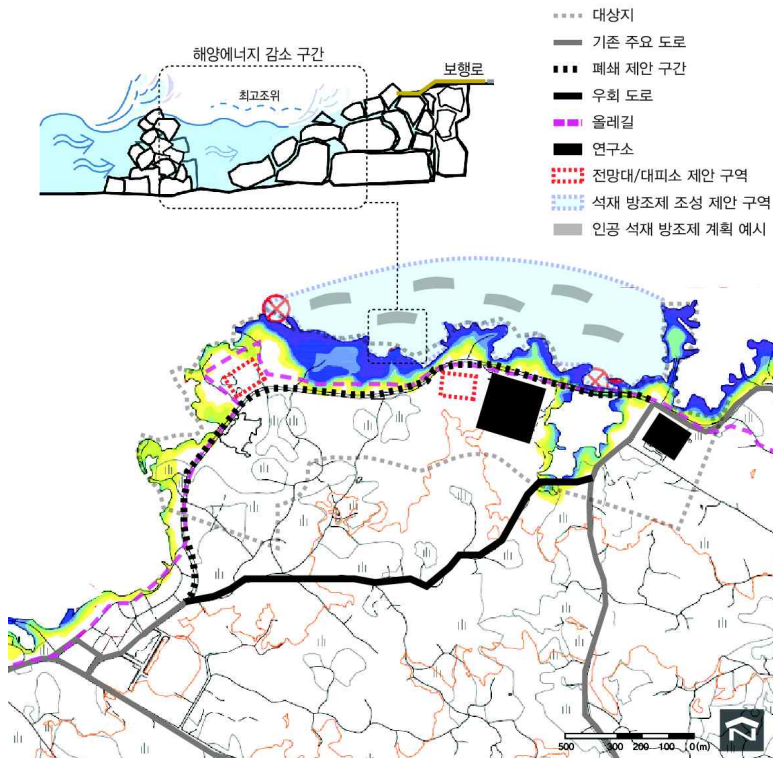 해양에너지 감소 구간
최고조위
보행로
대상지
기존 주요 도로
폐쇄 제안 구간
우회 도로
올레길
연구소
전망대/대피소 제안 구역
석재 방조제 조성 제안 구역
인공 석재 방조제 계획 예시
500 300 200 100 0 (m)
N